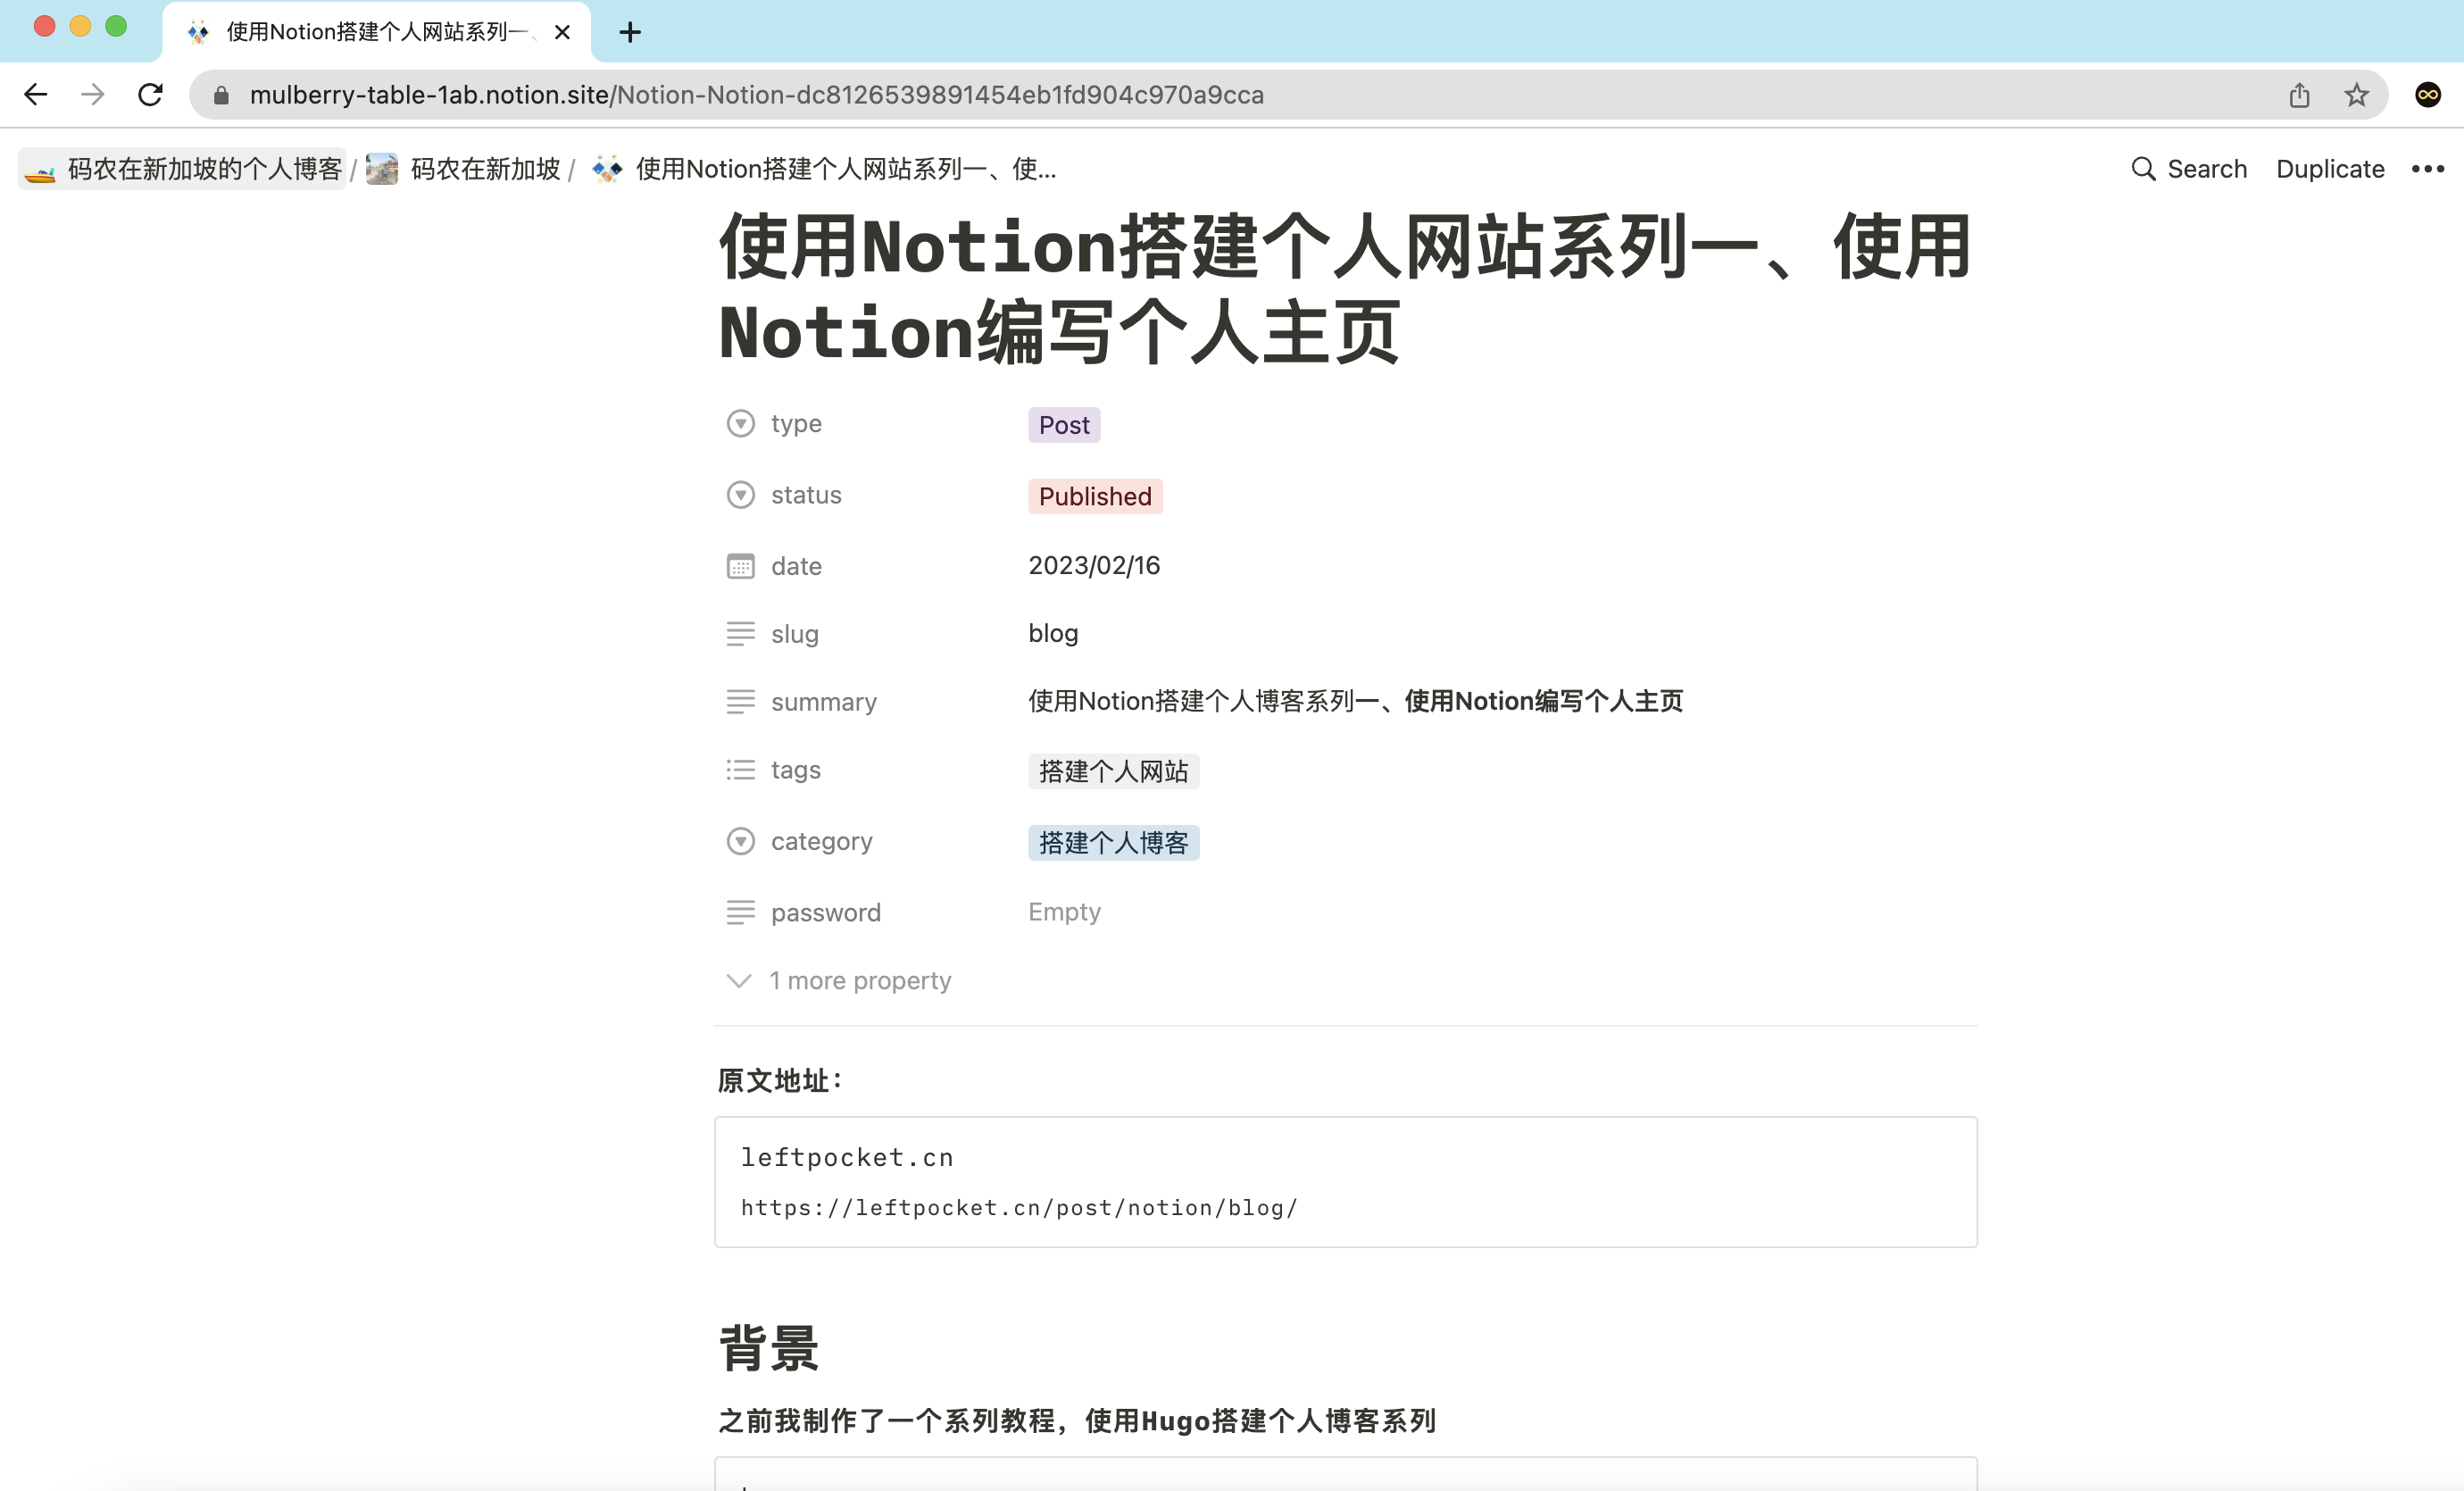 使用Notion搭建个人网站系列一、
mulberry-table-1ab.notion.site/Notion-Notion-dc8126539891454eb1fd904c970a9cca
码农在新加坡的个人博客 / 码农在新加坡 / 使用Notion搭建个人网站系列一、使... Search Duplicate
使用Notion搭建个人网站系列一、使用
Notion编写个人主页
type Post
status Published
date 2023/02/16
slug blog
summary 使用Notion搭建个人博客系列一、使用Notion编写个人主页
tags 搭建个人网站
category 搭建个人博客
password Empty
1 more property
原文地址：
leftpocket.cn
https://leftpocket.cn/post/notion/blog/
背景
之前我制作了一个系列教程，使用Hugo搭建个人博客系列